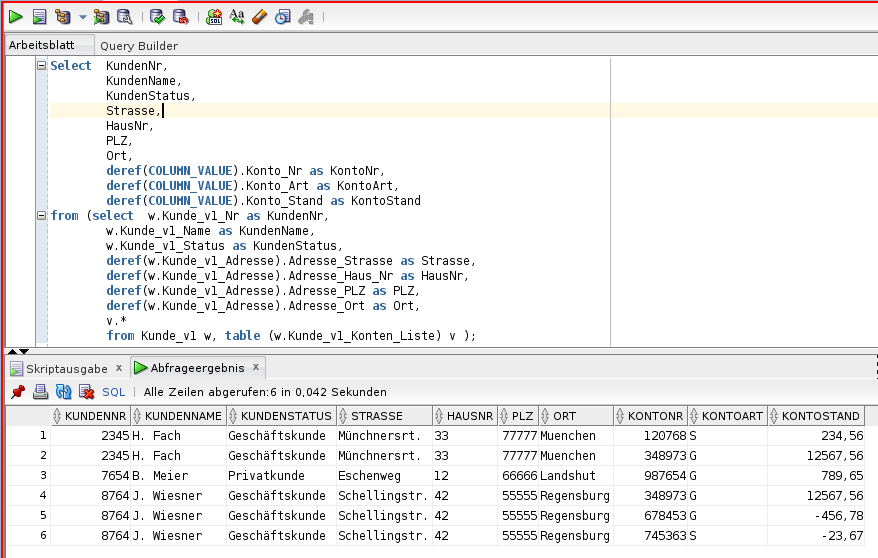 Arbeitsblatt Query Builder
Select KundenNr,
KundenName,
KundenStatus,
Strasse,
HausNr,
PLZ,
Ort,
deref(COLUMN_VALUE).Konto_Nr as KontoNr,
deref(COLUMN_VALUE).Konto_Art as KontoArt,
deref(COLUMN_VALUE).Konto_Stand as KontoStand
from (select w.Kunde_v1_Nr as KundenNr,
w.Kunde_v1_Name as KundenName,
w.Kunde_v1_Status as KundenStatus,
deref(w.Kunde_v1_Adresse).Adresse_Strasse as Strasse,
deref(w.Kunde_v1_Adresse).Adresse_Haus_Nr as HausNr,
deref(w.Kunde_v1_Adresse).Adresse_PLZ as PLZ,
deref(w.Kunde_v1_Adresse).Adresse_Ort as Ort,
v.*
from Kunde_v1 w, table (w.Kunde_v1_Konten_Liste) v );
Skriptausgabe x Abfrageergebnis x
SQL | Alle Zeilen abgerufen:6 in 0,042 Sekunden
KUNDENNR KUNDENNAME KUNDENSTATUS STRASSE HAUSNR PLZ ORT KONTONR KONTOART KONTOSTAND
1 2345 H. Fach Geschäftskunde Münchnersrt. 33 77777 Muenchen 120768 S 234,56
2 2345 H. Fach Geschäftskunde Münchnersrt. 33 77777 Muenchen 348973 G 12567,56
3 7654 B. Meier Privatkunde Eschenweg 12 66666 Landshut 987654 G 789,65
4 8764 J. Wiesner Geschäftskunde Schellingstr. 42 55555 Regensburg 348973 G 12567,56
5 8764 J. Wiesner Geschäftskunde Schellingstr. 42 55555 Regensburg 678453 G -456,78
6 8764 J. Wiesner Geschäftskunde Schellingstr. 42 55555 Regensburg 745363 S -23,67